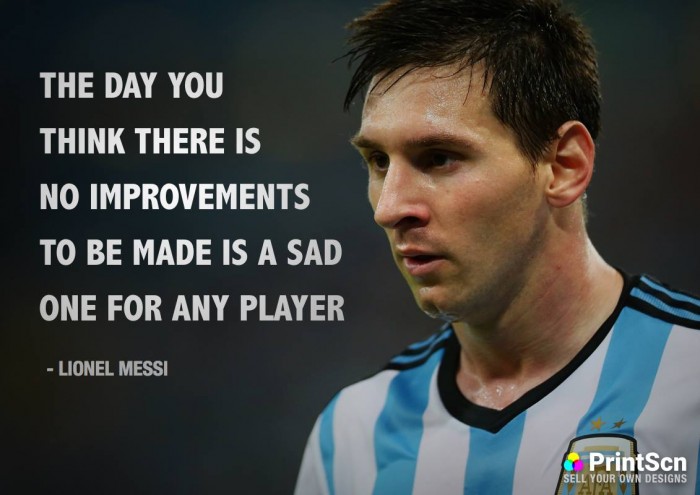 THE DAY YOU
THINK THERE IS
NO IMPROVEMENTS
TO BE MADE IS A SAD
ONE FOR ANY PLAYER
- LIONEL MESSI
PrintScn
SELL YOUR OWN DESIGNS